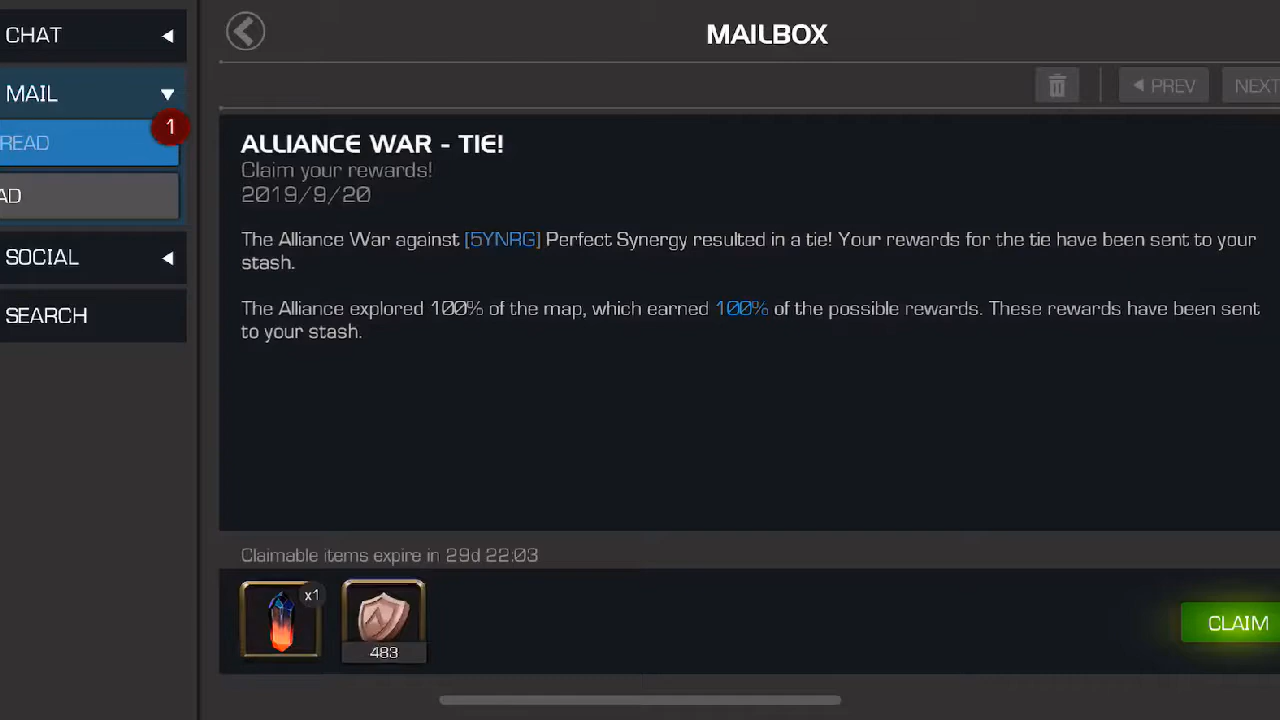 CHAT
MAILBOX
MAIL
PREV
NEXT
1
READ
AD
ALLIANCE WAR - TIE!
Claim your rewards!
2019/9/20
SOCIAL
The Alliance War against [5YNRG] Perfect Synergy resulted in a tie! Your rewards for the tie have been sent to your
stash.
SEARCH
The Alliance explored 100% of the map, which earned 100% of the possible rewards. These rewards have been sent
to your stash.
Claimable items expire in 29d 22:03
x1
483
CLAIM